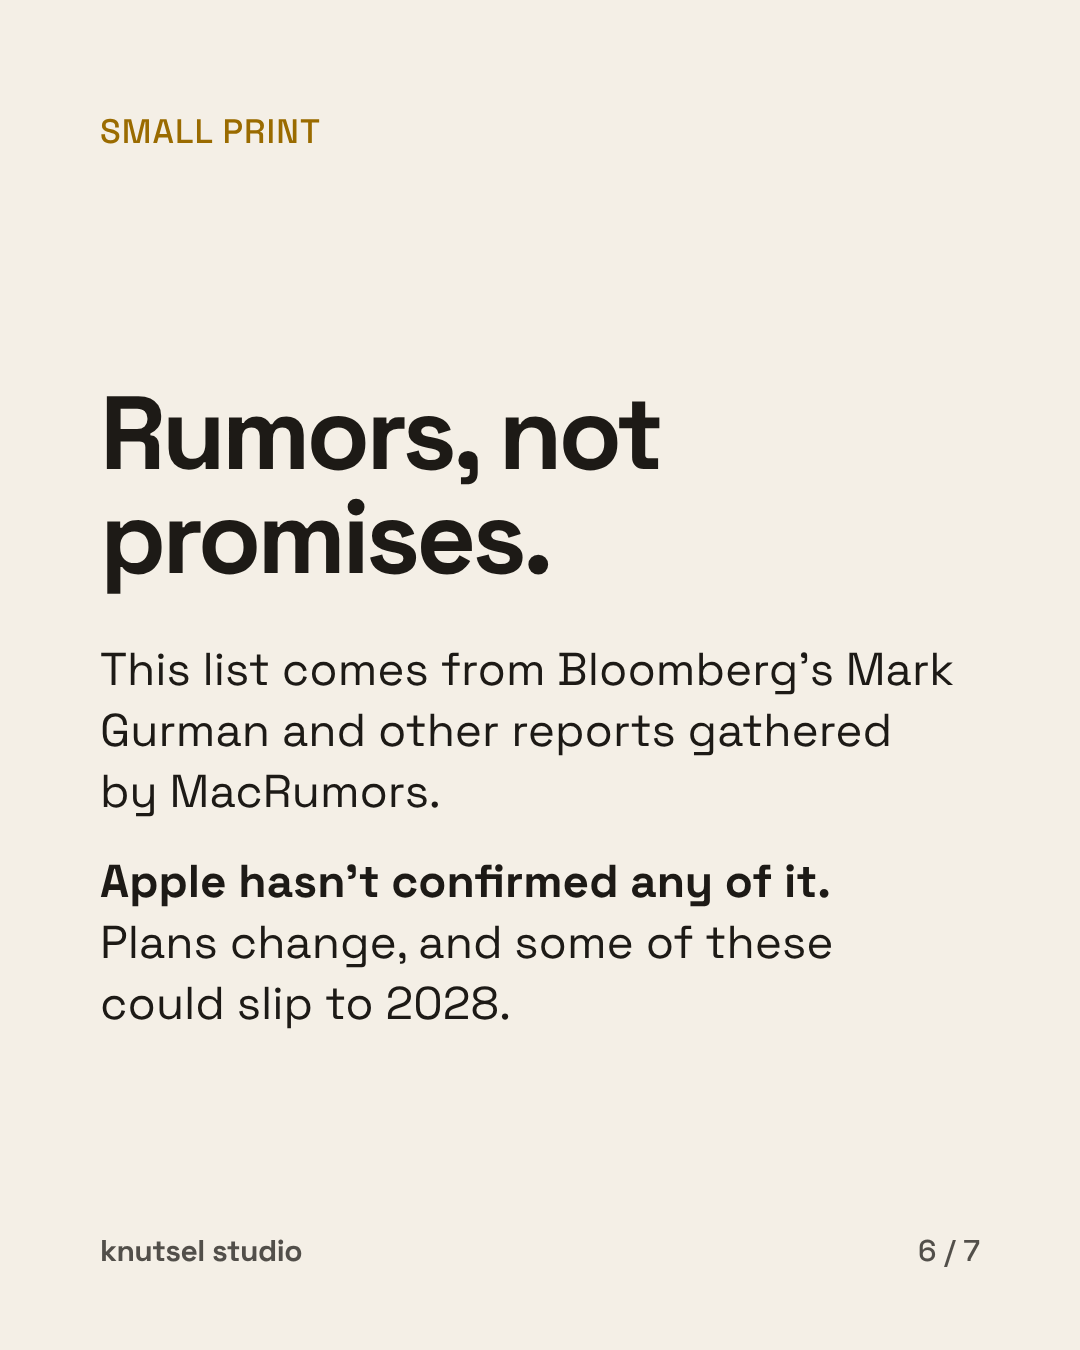 SMALL PRINT
Rumors, not
promises.
This list comes from Bloomberg’s Mark
Gurman and other reports gathered
by MacRumors.
Apple hasn’t confirmed any of it.
Plans change, and some of these
could slip to 2028.
knutsel studio
6 / 7